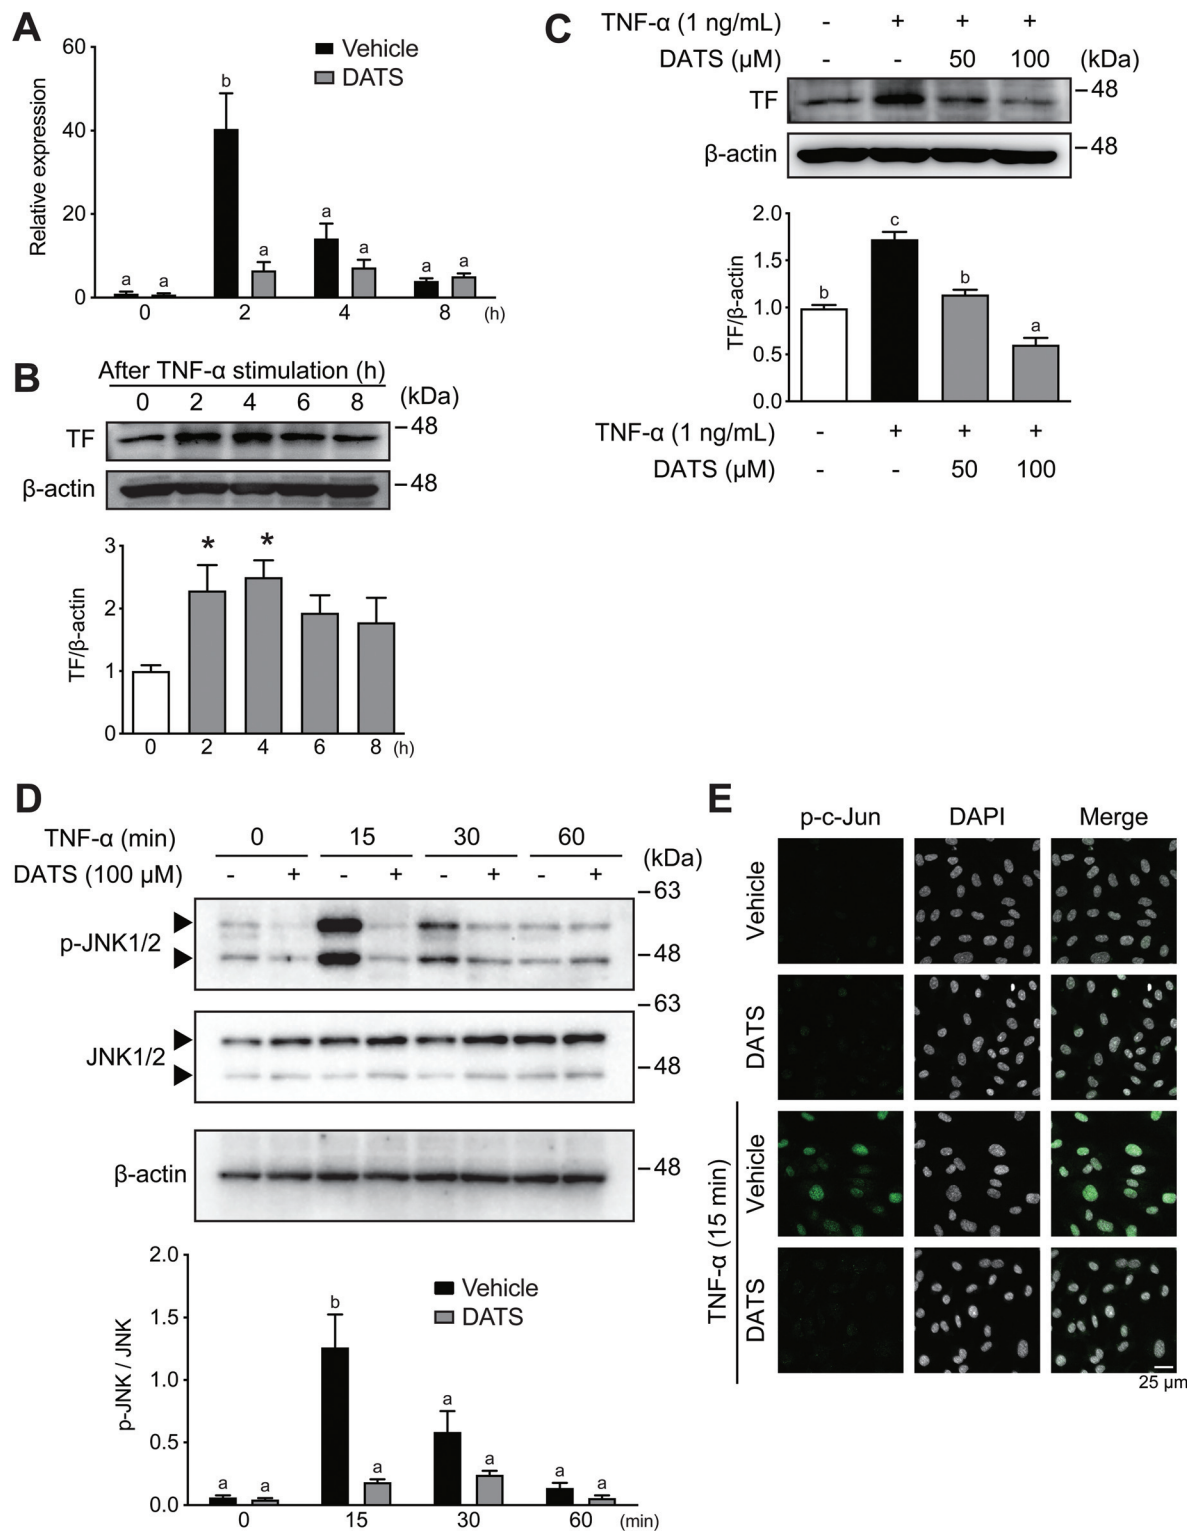 A
60
40
20
0
Relative expression
Vehicle
DATS
a
a
b
a
a
a
a
a
0 2 4 8 (h)
B
After TNF-α stimulation (h)
0 2 4 6 8 (kDa)
TF
48
β-actin
48
3
2
1
0
TF/β-actin
* *
0 2 4 6 8 (h)
C
TNF-α (1 ng/mL) - + + +
DATS (μM) - - 50 100 (kDa)
TF
48
β-actin
48
2.0
1.5
1.0
0.5
0.0
TF/β-actin
b
c
b
a
TNF-α (1 ng/mL) - + + +
DATS (μM) - - 50 100
D
TNF-α (min) 0 15 30 60
DATS (100 μM) - + - + - + - + (kDa)
63
p-JNK1/2
48
63
JNK1/2
48
β-actin
48
2.0
1.5
1.0
0.5
0.0
p-JNK / JNK
Vehicle
DATS
a
a
b
a
a
a
a
a
0 15 30 60 (min)
E
p-c-Jun DAPI Merge
Vehicle
DATS
TNF-α (15 min)
Vehicle
DATS
25 μm